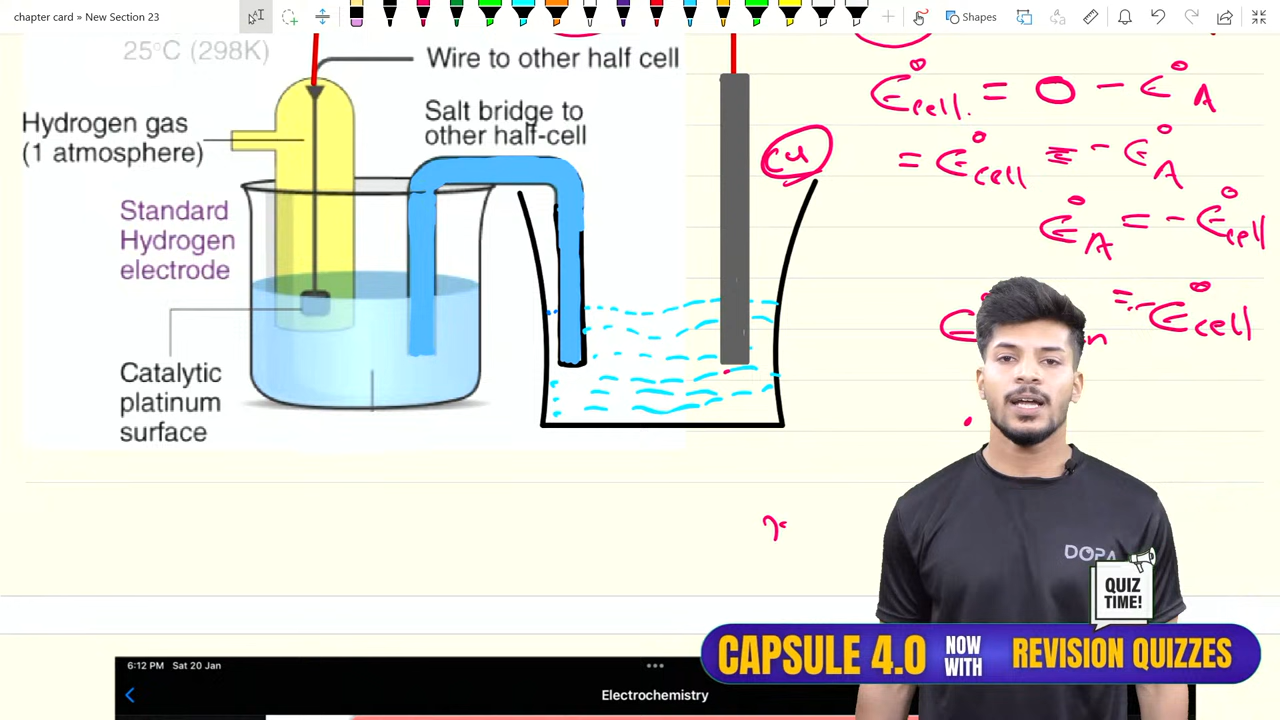 chapter card » New Section 23
Shapes
25°C (298K)
Wire to other half cell
Hydrogen gas
(1 atmosphere)
Salt bridge to
other half-cell
Standard
Hydrogen
electrode
Catalytic
platinum
surface
Cu
E°cell. = 0 - E°A
= E°cell = - E°A
E°A = - E°cell
= - E°cell
DOPA
QUIZ
TIME!
CAPSULE 4.0 NOW WITH REVISION QUIZZES
6:12 PM Sat 20 Jan
Electrochemistry